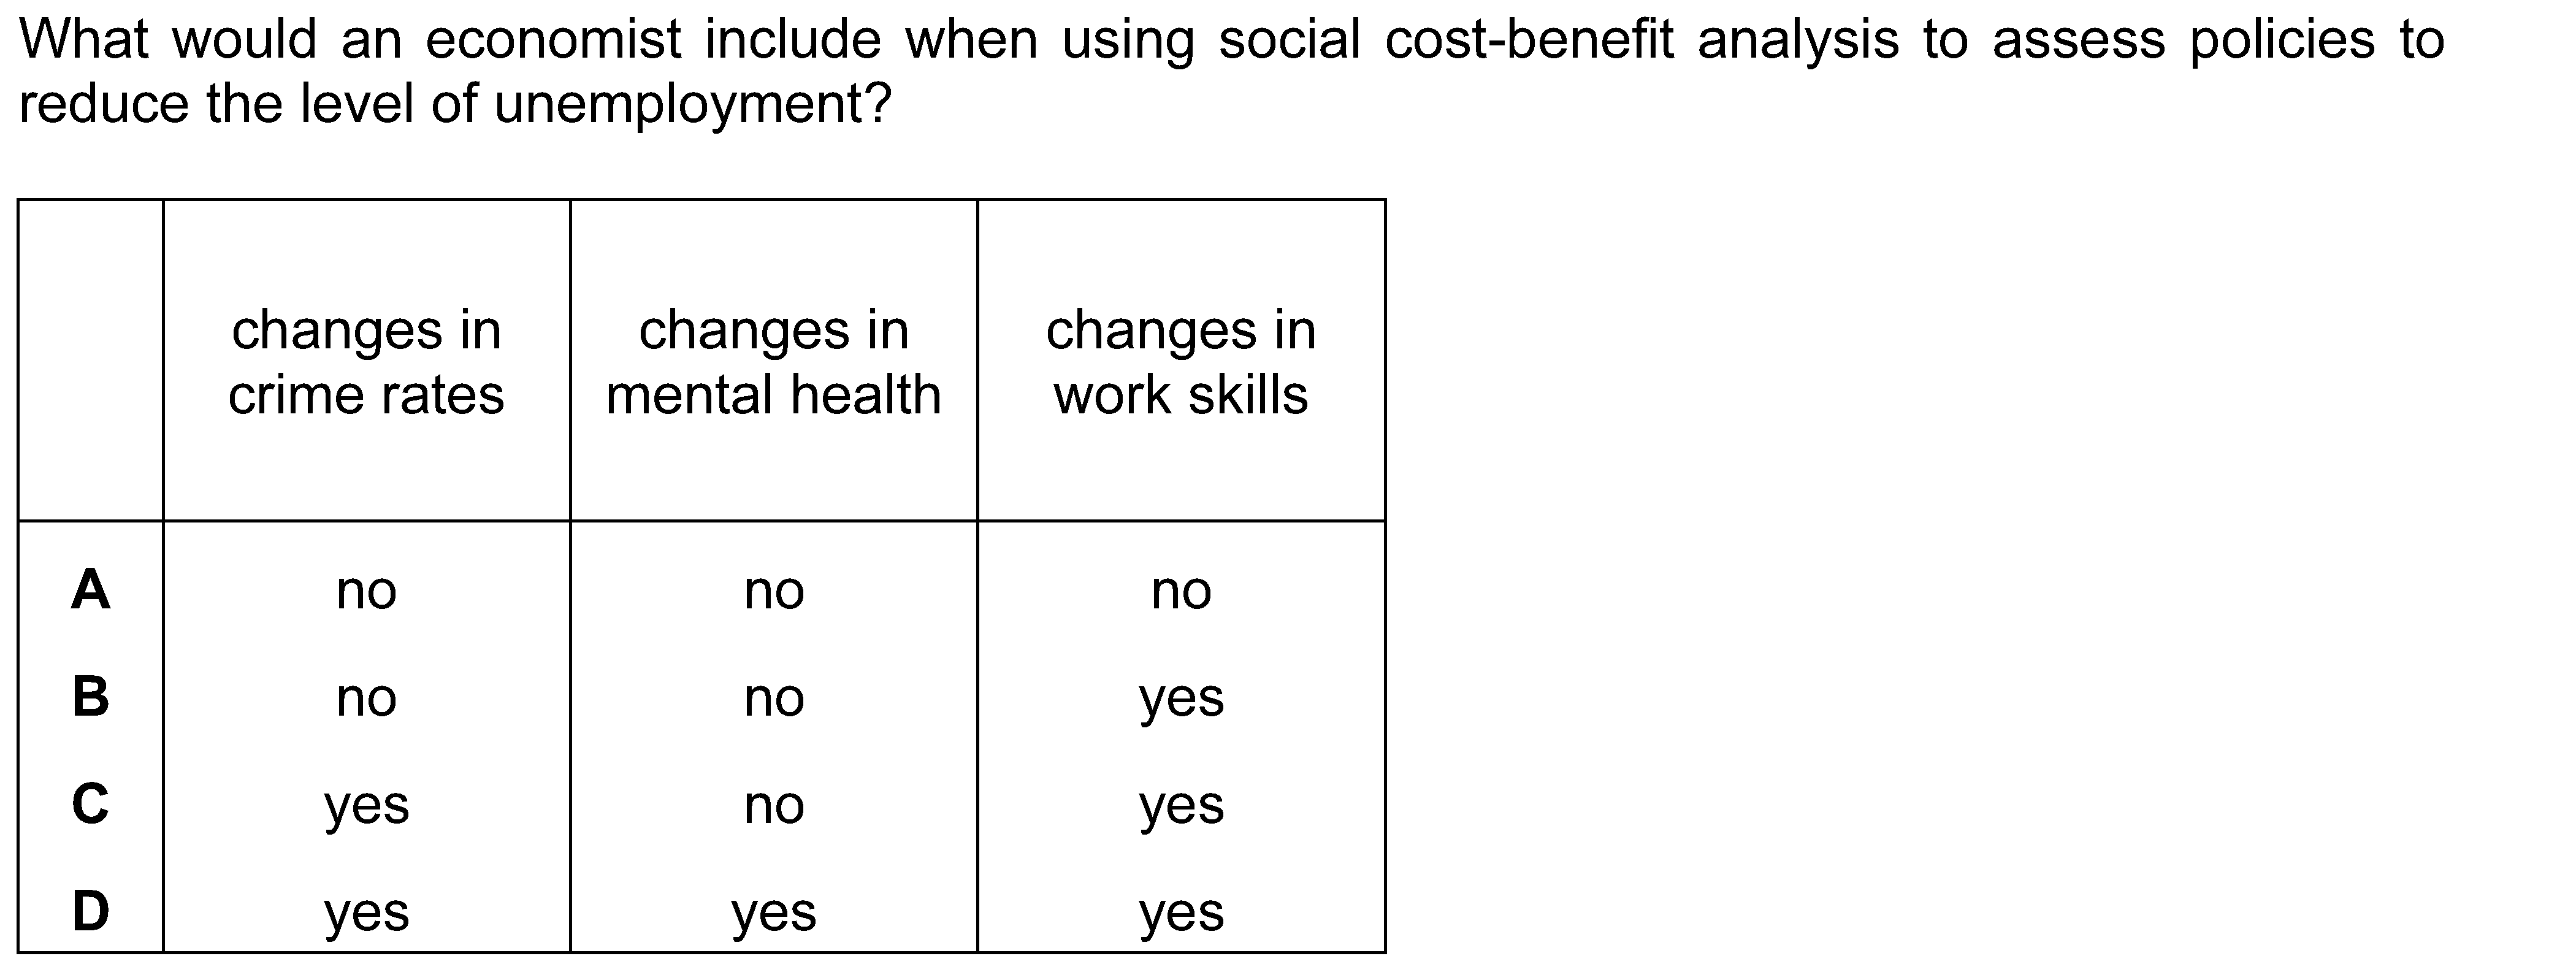 What would an economist include when using social cost-benefit analysis to assess policies to
reduce the level of unemployment?
changes in
crime rates
changes in
mental health
changes in
work skills
A no no no
B no no yes
C yes no yes
D yes yes yes